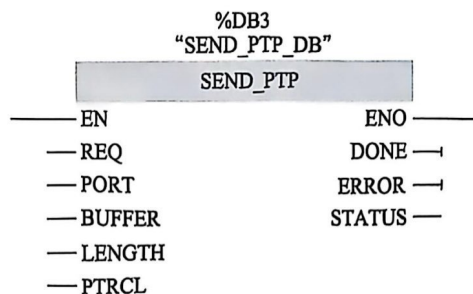 %DB3
“SEND_PTP_DB”
SEND_PTP
EN ENO
REQ DONE
PORT ERROR
BUFFER STATUS
LENGTH
PTRCL